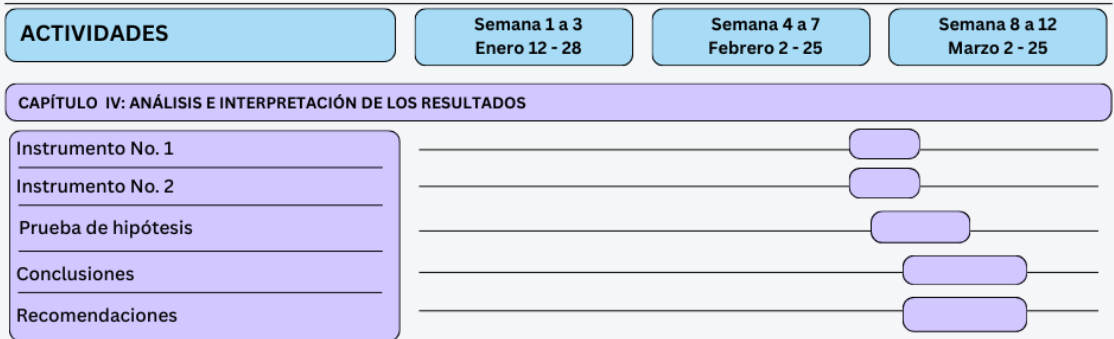 ACTIVIDADES
Semana 1 a 3
Enero 12 - 28
Semana 4 a 7
Febrero 2 - 25
Semana 8 a 12
Marzo 2 - 25
CAPÍTULO IV: ANÁLISIS E INTERPRETACIÓN DE LOS RESULTADOS
Instrumento No. 1
Instrumento No. 2
Prueba de hipótesis
Conclusiones
Recomendaciones